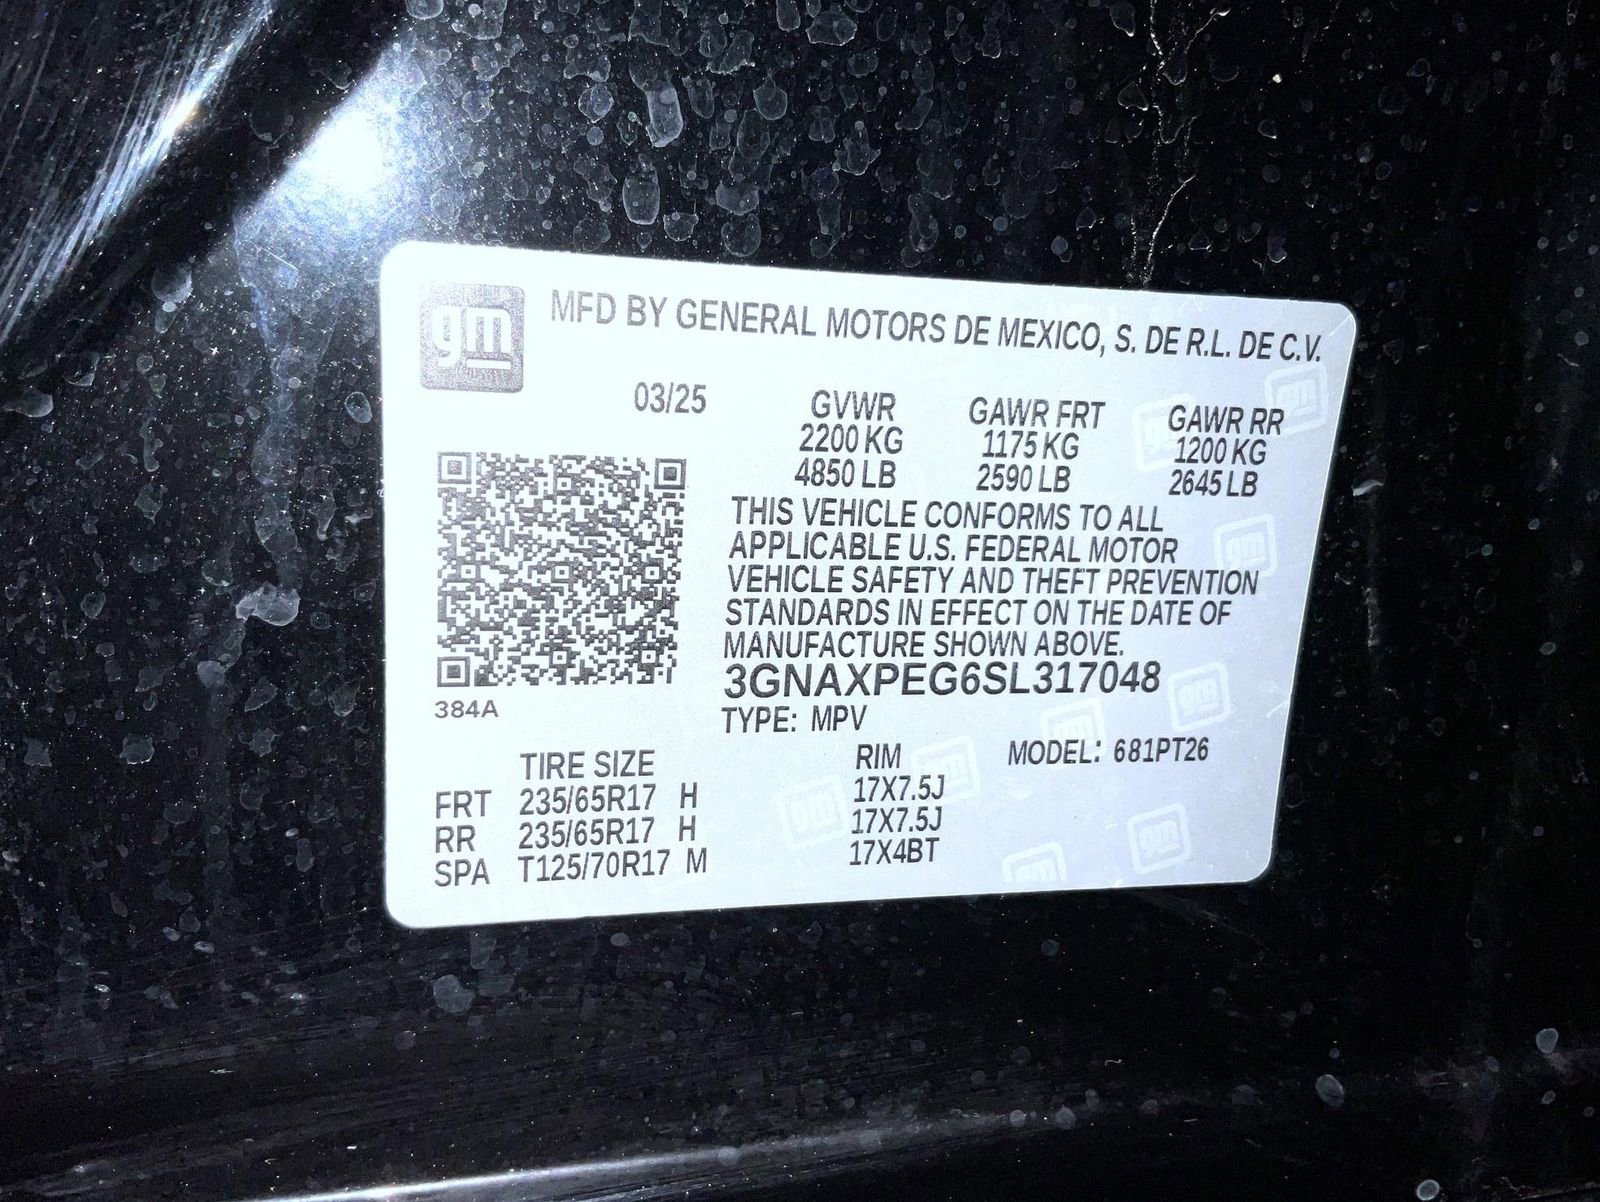 gm MFD BY GENERAL MOTORS DE MEXICO, S. DE R.L. DE C.V.
03/25 GVWR GAWR FRT GAWR RR
2200 KG 1175 KG 1200 KG
4850 LB 2590 LB 2645 LB
THIS VEHICLE CONFORMS TO ALL
APPLICABLE U.S. FEDERAL MOTOR
VEHICLE SAFETY AND THEFT PREVENTION
STANDARDS IN EFFECT ON THE DATE OF
MANUFACTURE SHOWN ABOVE.
3GNAXPEG6SL317048
384A
TYPE: MPV
TIRE SIZE RIM MODEL: 681PT26
FRT 235/65R17 H 17X7.5J
RR 235/65R17 H 17X7.5J
SPA T125/70R17 M 17X4BT